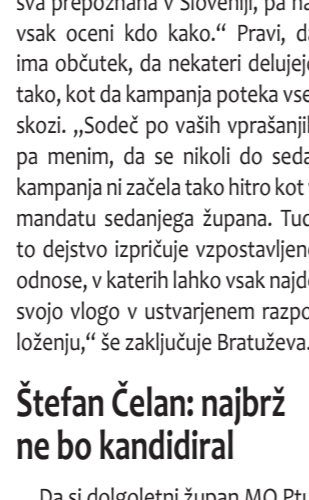 sva prepoznana v Sloveniji, pa na
vsak oceni kdo kako.“ Pravi, da
ima občutek, da nekateri delujejo
tako, kot da kampanja poteka vse
skozi. „Sodeč po vaših vprašanjih
pa menim, da se nikoli do seda
kampanja ni začela tako hitro kot v
mandatu sedanjega župana. Tud
to dejstvo izpričuje vzpostavljene
odnose, v katerih lahko vsak najde
svojo vlogo v ustvarjenem razpo
loženju,“ še zaključuje Bratuževa.
Štefan Čelan: najbrž
ne bo kandidiral
Da si dolgoletni župan MO Ptu